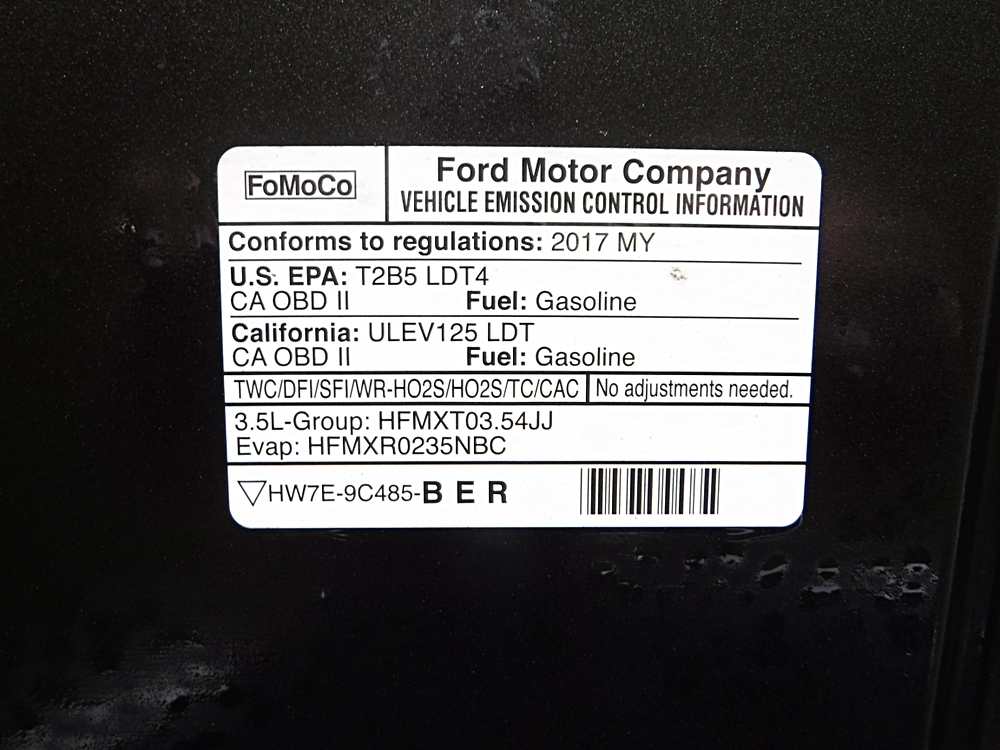 FoMoCo
Ford Motor Company
VEHICLE EMISSION CONTROL INFORMATION
Conforms to regulations: 2017 MY
U.S. EPA: T2B5 LDT4
CA OBD II Fuel: Gasoline
California: ULEV125 LDT
CA OBD II Fuel: Gasoline
TWC/DFI/SFI/WR-HO2S/HO2S/TC/CAC No adjustments needed.
3.5L-Group: HFMXT03.54JJ
Evap: HFMXR0235NBC
▽HW7E-9C485-B E R